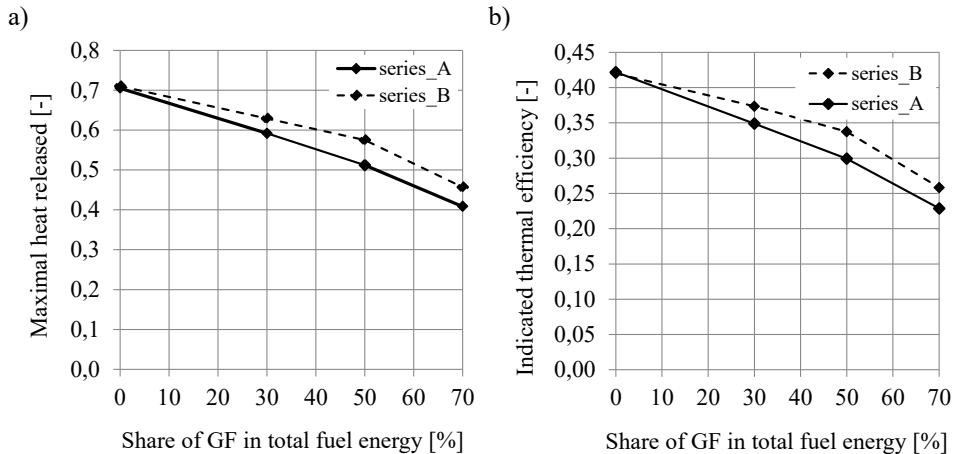 a)
Maximal heat released [-]
0,8
0,7
0,6
0,5
0,4
0,3
0,2
0,1
0,0
0 10 20 30 40 50 60 70
Share of GF in total fuel energy [%]
series_A
series_B
b)
Indicated thermal efficiency [-]
0,45
0,40
0,35
0,30
0,25
0,20
0,15
0,10
0,05
0,00
0 10 20 30 40 50 60 70
Share of GF in total fuel energy [%]
series_B
series_A